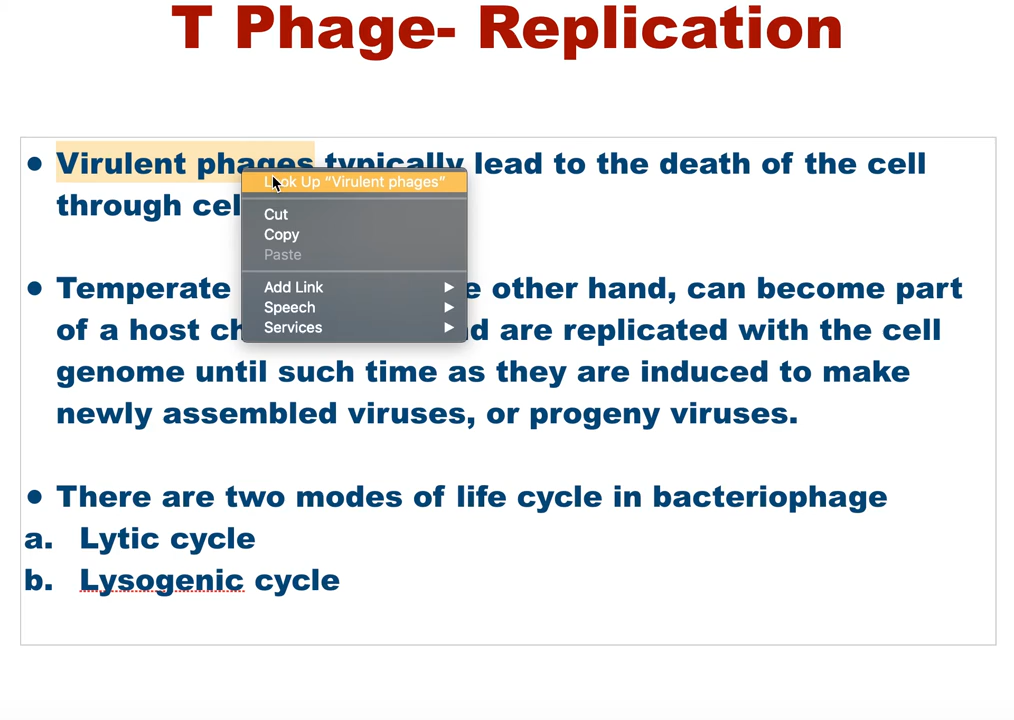 T Phage- Replication
• Virulent phages typically lead to the death of the cell
through cel
Look Up “Virulent phages”
Cut
Copy
Paste
Add Link
Speech
Services
• Temperate e other hand, can become part
of a host ch d are replicated with the cell
genome until such time as they are induced to make
newly assembled viruses, or progeny viruses.
• There are two modes of life cycle in bacteriophage
a. Lytic cycle
b. Lysogenic cycle